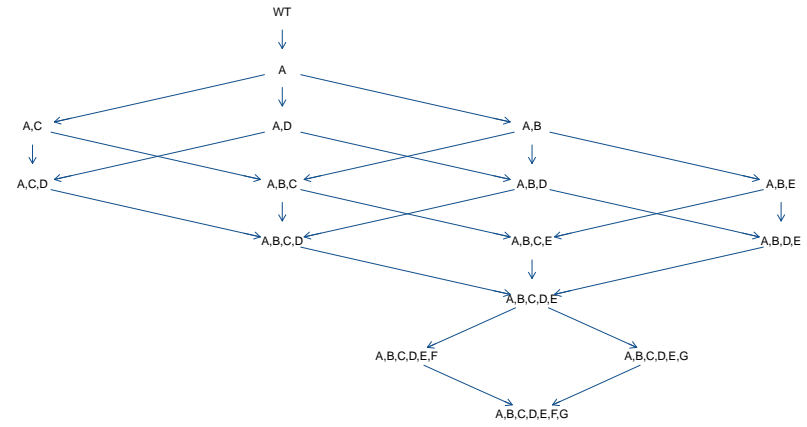 WT
A
A,C
A,D
A,B
A,C,D
A,B,C
A,B,D
A,B,E
A,B,C,D
A,B,C,E
A,B,D,E
A,B,C,D,E
A,B,C,D,E,F
A,B,C,D,E,G
A,B,C,D,E,F,G